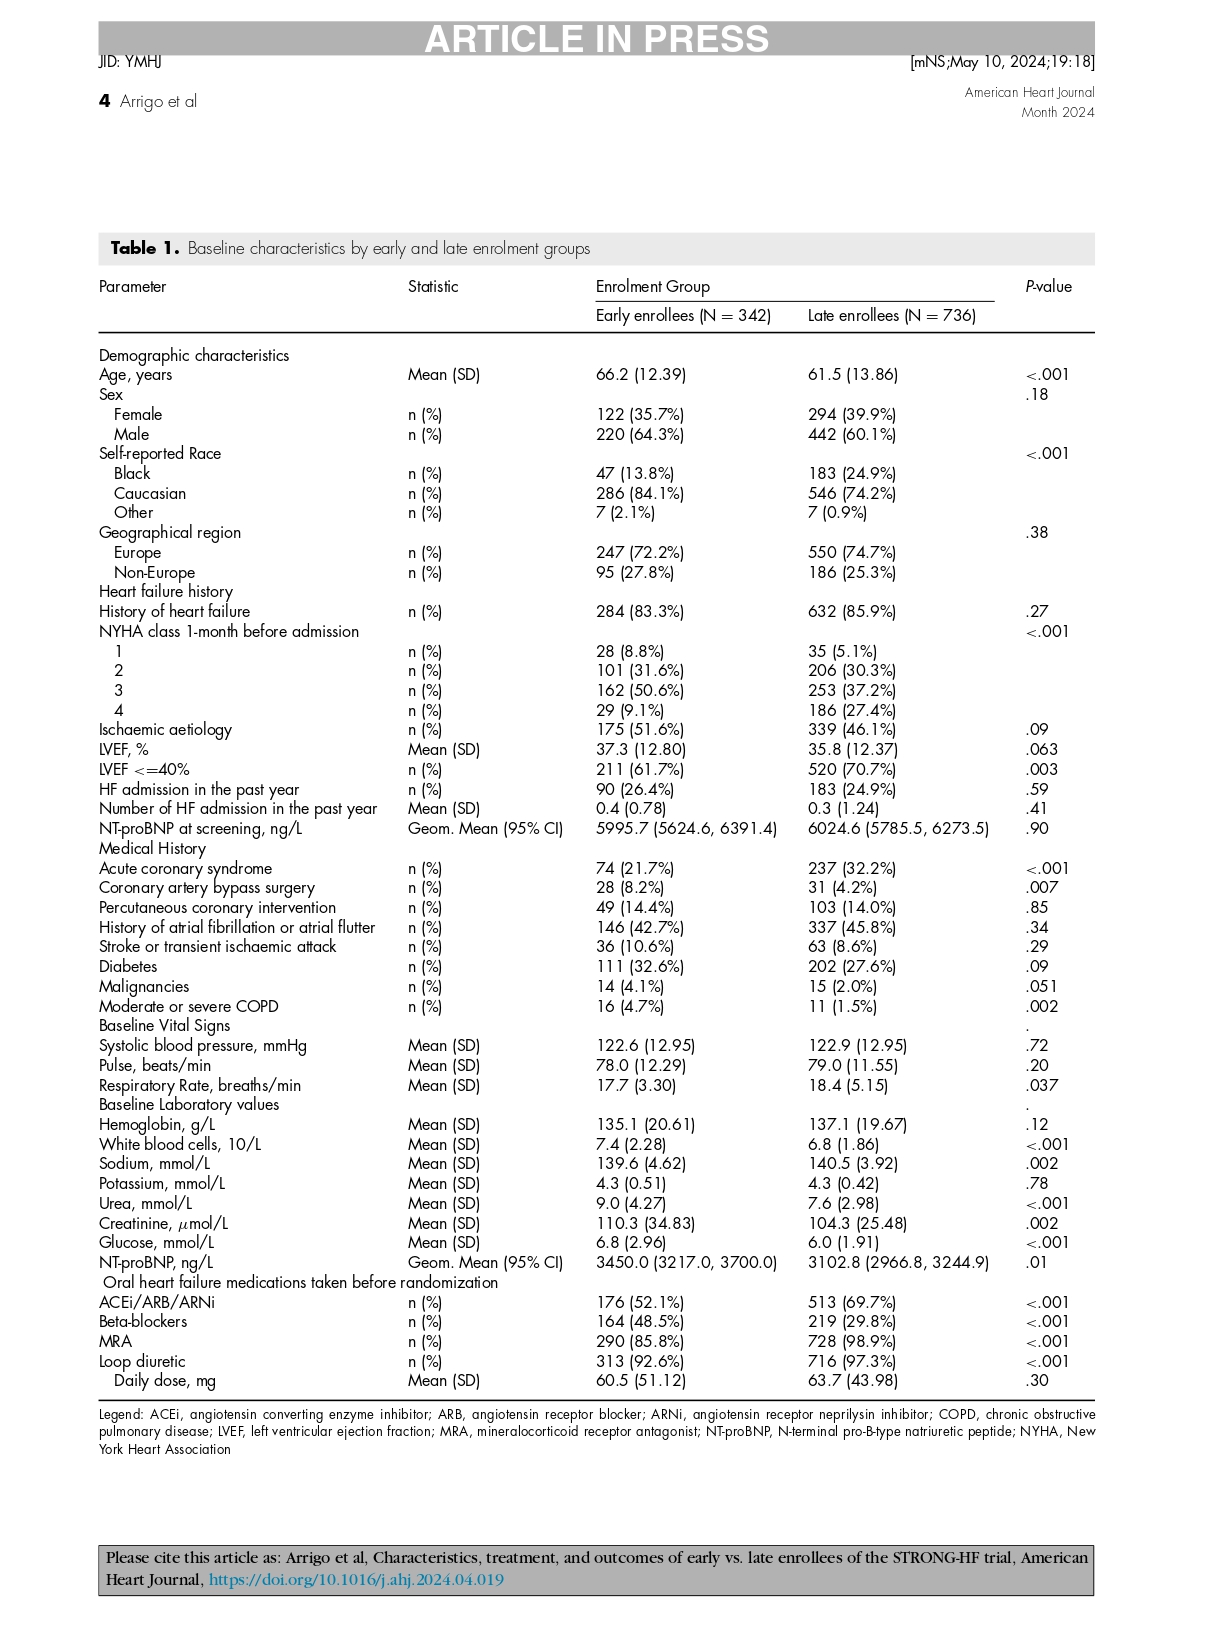 ARTICLE IN PRESS
JID: YMHJ [mNS;May 10, 2024;19:18]
4 Arrigo et al
American Heart Journal
Month 2024
Table 1. Baseline characteristics by early and late enrolment groups
Parameter Statistic Enrolment Group P-value
Early enrollees (N = 342) Late enrollees (N = 736)
Demographic characteristics
Age, years Mean (SD) 66.2 (12.39) 61.5 (13.86) <.001
Sex .18
Female n (%) 122 (35.7%) 294 (39.9%)
Male n (%) 220 (64.3%) 442 (60.1%)
Self-reported Race <.001
Black n (%) 47 (13.8%) 183 (24.9%)
Caucasian n (%) 286 (84.1%) 546 (74.2%)
Other n (%) 7 (2.1%) 7 (0.9%)
Geographical region .38
Europe n (%) 247 (72.2%) 550 (74.7%)
Non-Europe n (%) 95 (27.8%) 186 (25.3%)
Heart failure history
History of heart failure n (%) 284 (83.3%) 632 (85.9%) .27
NYHA class 1-month before admission <.001
1 n (%) 28 (8.8%) 35 (5.1%)
2 n (%) 101 (31.6%) 206 (30.3%)
3 n (%) 162 (50.6%) 253 (37.2%)
4 n (%) 29 (9.1%) 186 (27.4%)
Ischaemic aetiology n (%) 175 (51.6%) 339 (46.1%) .09
LVEF, % Mean (SD) 37.3 (12.80) 35.8 (12.37) .063
LVEF <=40% n (%) 211 (61.7%) 520 (70.7%) .003
HF admission in the past year n (%) 90 (26.4%) 183 (24.9%) .59
Number of HF admission in the past year Mean (SD) 0.4 (0.78) 0.3 (1.24) .41
NT-proBNP at screening, ng/L Geom. Mean (95% CI) 5995.7 (5624.6, 6391.4) 6024.6 (5785.5, 6273.5) .90
Medical History
Acute coronary syndrome n (%) 74 (21.7%) 237 (32.2%) <.001
Coronary artery bypass surgery n (%) 28 (8.2%) 31 (4.2%) .007
Percutaneous coronary intervention n (%) 49 (14.4%) 103 (14.0%) .85
History of atrial fibrillation or atrial flutter n (%) 146 (42.7%) 337 (45.8%) .34
Stroke or transient ischaemic attack n (%) 36 (10.6%) 63 (8.6%) .29
Diabetes n (%) 111 (32.6%) 202 (27.6%) .09
Malignancies n (%) 14 (4.1%) 15 (2.0%) .051
Moderate or severe COPD n (%) 16 (4.7%) 11 (1.5%) .002
Baseline Vital Signs .
Systolic blood pressure, mmHg Mean (SD) 122.6 (12.95) 122.9 (12.95) .72
Pulse, beats/min Mean (SD) 78.0 (12.29) 79.0 (11.55) .20
Respiratory Rate, breaths/min Mean (SD) 17.7 (3.30) 18.4 (5.15) .037
Baseline Laboratory values .
Hemoglobin, g/L Mean (SD) 135.1 (20.61) 137.1 (19.67) .12
White blood cells, 10/L Mean (SD) 7.4 (2.28) 6.8 (1.86) <.001
Sodium, mmol/L Mean (SD) 139.6 (4.62) 140.5 (3.92) .002
Potassium, mmol/L Mean (SD) 4.3 (0.51) 4.3 (0.42) .78
Urea, mmol/L Mean (SD) 9.0 (4.27) 7.6 (2.98) <.001
Creatinine, μmol/L Mean (SD) 110.3 (34.83) 104.3 (25.48) .002
Glucose, mmol/L Mean (SD) 6.8 (2.96) 6.0 (1.91) <.001
NT-proBNP, ng/L Geom. Mean (95% CI) 3450.0 (3217.0, 3700.0) 3102.8 (2966.8, 3244.9) .01
Oral heart failure medications taken before randomization
ACEi/ARB/ARNi n (%) 176 (52.1%) 513 (69.7%) <.001
Beta-blockers n (%) 164 (48.5%) 219 (29.8%) <.001
MRA n (%) 290 (85.8%) 728 (98.9%) <.001
Loop diuretic n (%) 313 (92.6%) 716 (97.3%) <.001
Daily dose, mg Mean (SD) 60.5 (51.12) 63.7 (43.98) .30
Legend: ACEi, angiotensin converting enzyme inhibitor; ARB, angiotensin receptor blocker; ARNi, angiotensin receptor neprilysin inhibitor; COPD, chronic obstructive
pulmonary disease; LVEF, left ventricular ejection fraction; MRA, mineralocorticoid receptor antagonist; NT-proBNP, N-terminal pro-B-type natriuretic peptide; NYHA, New
York Heart Association
Please cite this article as: Arrigo et al, Characteristics, treatment, and outcomes of early vs. late enrollees of the STRONG-HF trial, American
Heart Journal, https://doi.org/10.1016/j.ahj.2024.04.019